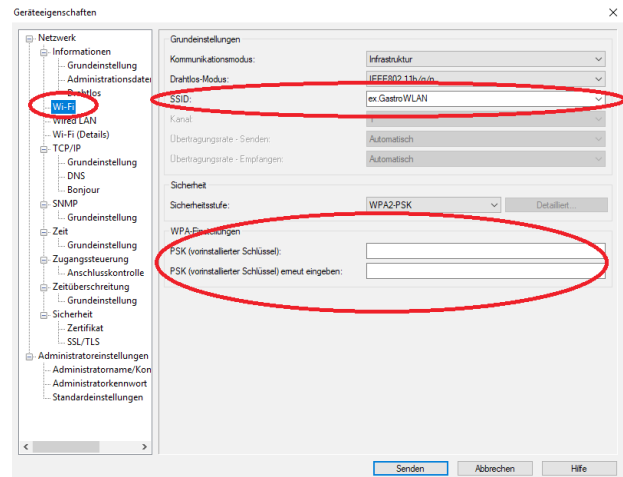 Geräteeigenschaften
Netzwerk
Informationen
Grundeinstellung
Administrationsdate
Drahtlos
Wi-Fi
Wired LAN
Wi-Fi (Details)
TCP/IP
Grundeinstellung
DNS
Bonjour
SNMP
Grundeinstellung
Zeit
Grundeinstellung
Zugangssteuerung
Anschlusskontrolle
Zeitüberschreitung
Grundeinstellung
Sicherheit
Zertifikat
SSL/TLS
Administratoreinstellungen
Administratorname/Kon
Administratorkennwort
Standardeinstellungen
Grundeinstellungen
Kommunikationsmodus: Infrastruktur
Drahtlos-Modus: IEEE802.11b/g/n
SSID: ex.GastroWLAN
Kanal 1
Übertragungsrate - Senden: Automatisch
Übertragungsrate - Empfangen: Automatisch
Sicherheit
Sicherheitsstufe: WPA2-PSK Detailliert...
WPA-Einstellungen
PSK (vorinstallierter Schlüssel):
PSK (vorinstallierter Schlüssel) erneut eingeben:
Senden Abbrechen Hilfe